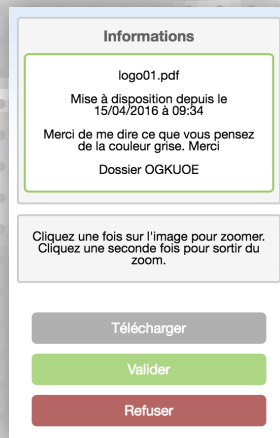 Informations
logo01.pdf
Mise à disposition depuis le
15/04/2016 à 09:34
Merci de me dire ce que vous pensez
de la couleur grise. Merci
Dossier OGKUOE
Cliquez une fois sur l'image pour zoomer.
Cliquez une seconde fois pour sortir du
zoom.
Télécharger
Valider
Refuser